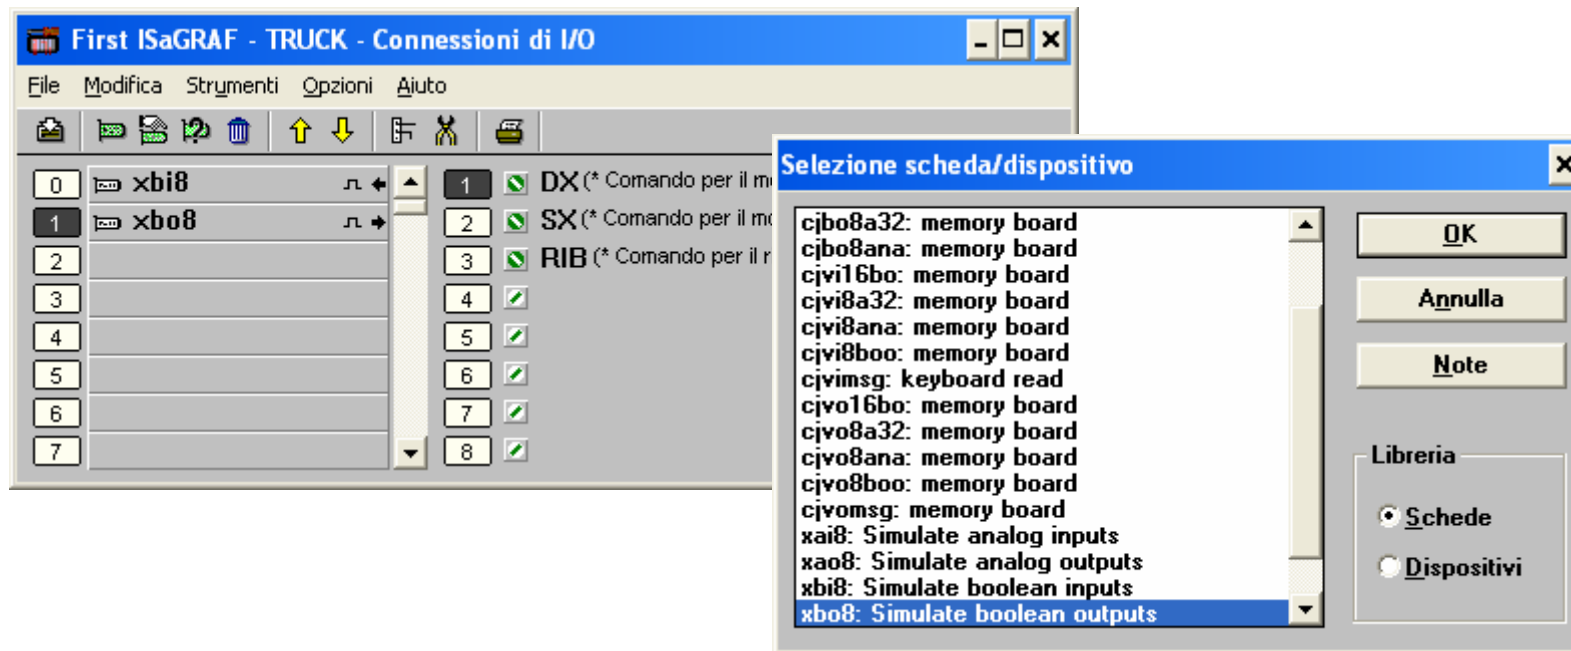 First ISaGRAF - TRUCK - Connessioni di I/O
File Modifica Strumenti Opzioni Aiuto
0 xbi8
1 xbo8
2
3
4
5
6
7
1 DX (* Comando per il
2 SX (* Comando per il
3 RIB (* Comando per il
4
5
6
7
8
Selezione scheda/dispositivo
cjbo8a32: memory board
cjbo8ana: memory board
cjvi16bo: memory board
cjvi8a32: memory board
cjvi8ana: memory board
cjvi8boo: memory board
cjvimsg: keyboard read
cjvo16bo: memory board
cjvo8a32: memory board
cjvo8ana: memory board
cjvo8boo: memory board
cjvomsg: memory board
xai8: Simulate analog inputs
xao8: Simulate analog outputs
xbi8: Simulate boolean inputs
xbo8: Simulate boolean outputs
OK
Annulla
Note
Libreria
Schede
Dispositivi